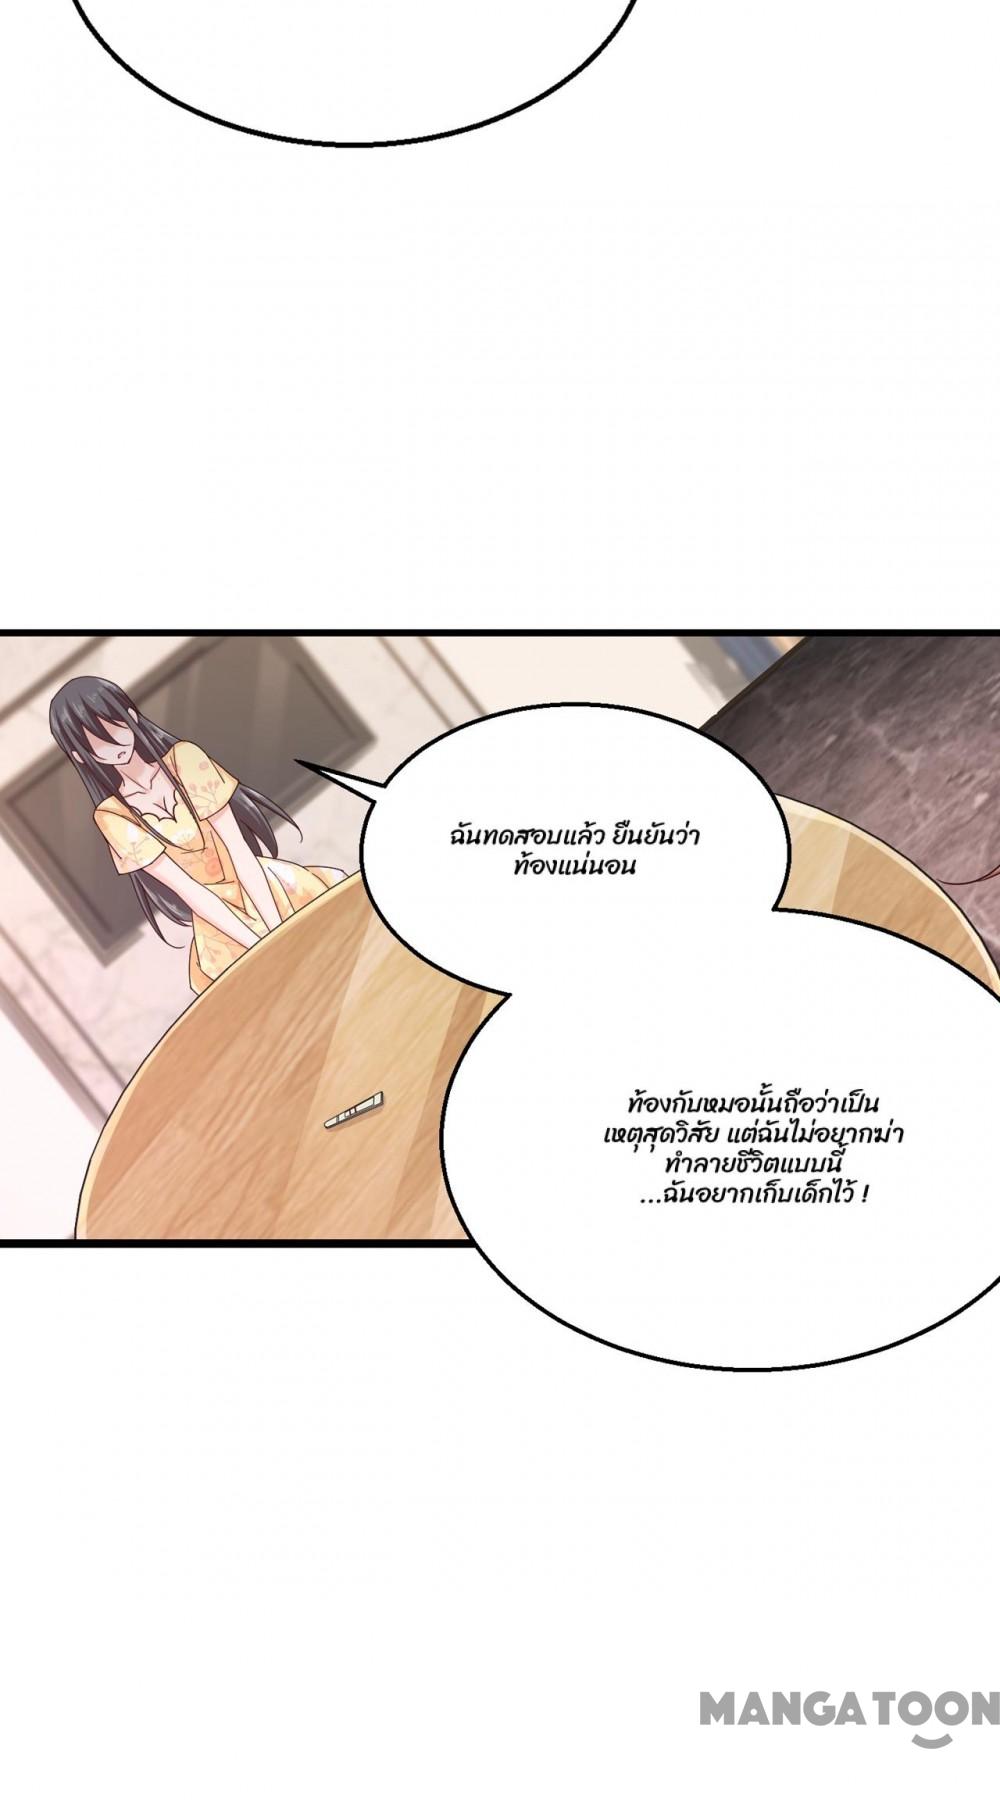 ฉันทดสอบแล้ว ยืนยันว่า
ท้องแน่นอน
ท้องกับหมอนั้นถือว่าเป็น
เหตุสุดวิสัย แต่ฉันไม่อยากฆ่า
ทำลายชีวิตแบบนี้
...ฉันอยากเก็บเด็กไว้ !
MANGATOON